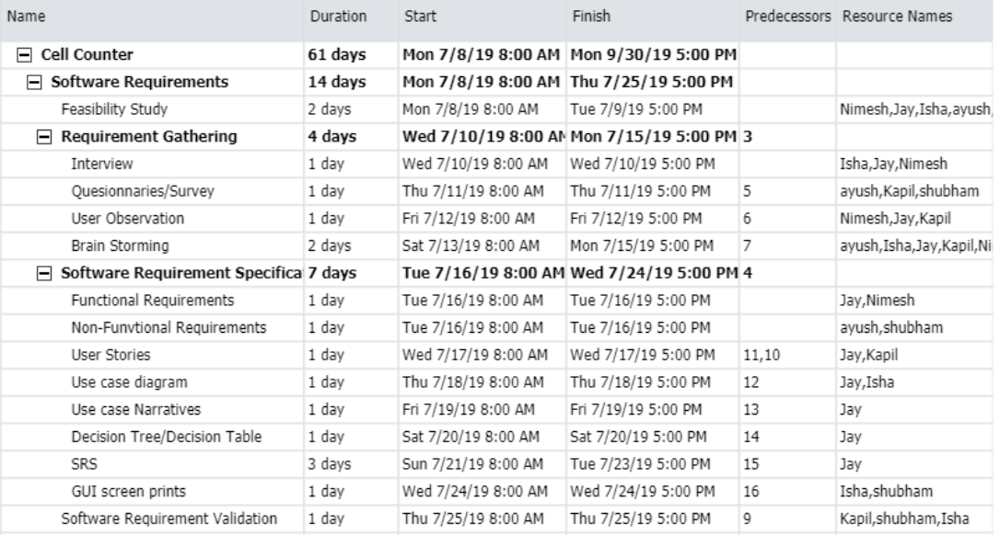 Name Duration Start Finish Predecessors Resource Names
Cell Counter 61 days Mon 7/8/19 8:00 AM Mon 9/30/19 5:00 PM
Software Requirements 14 days Mon 7/8/19 8:00 AM Thu 7/25/19 5:00 PM
Feasibility Study 2 days Mon 7/8/19 8:00 AM Tue 7/9/19 5:00 PM Nimesh,Jay,Isha,ayush,
Requirement Gathering 4 days Wed 7/10/19 8:00 AM Mon 7/15/19 5:00 PM 3
Interview 1 day Wed 7/10/19 8:00 AM Wed 7/10/19 5:00 PM Isha,Jay,Nimesh
Quesionnaries/Survey 1 day Thu 7/11/19 8:00 AM Thu 7/11/19 5:00 PM 5 ayush,Kapil,shubham
User Observation 1 day Fri 7/12/19 8:00 AM Fri 7/12/19 5:00 PM 6 Nimesh,Jay,Kapil
Brain Storming 2 days Sat 7/13/19 8:00 AM Mon 7/15/19 5:00 PM 7 ayush,Isha,Jay,Kapil,Ni
Software Requirement Specifica 7 days Tue 7/16/19 8:00 AM Wed 7/24/19 5:00 PM 4
Functional Requirements 1 day Tue 7/16/19 8:00 AM Tue 7/16/19 5:00 PM Jay,Nimesh
Non-Funvtional Requirements 1 day Tue 7/16/19 8:00 AM Tue 7/16/19 5:00 PM ayush,shubham
User Stories 1 day Wed 7/17/19 8:00 AM Wed 7/17/19 5:00 PM 11,10 Jay,Kapil
Use case diagram 1 day Thu 7/18/19 8:00 AM Thu 7/18/19 5:00 PM 12 Jay,Isha
Use case Narratives 1 day Fri 7/19/19 8:00 AM Fri 7/19/19 5:00 PM 13 Jay
Decision Tree/Decision Table 1 day Sat 7/20/19 8:00 AM Sat 7/20/19 5:00 PM 14 Jay
SRS 3 days Sun 7/21/19 8:00 AM Tue 7/23/19 5:00 PM 15 Jay
GUI screen prints 1 day Wed 7/24/19 8:00 AM Wed 7/24/19 5:00 PM 16 Isha,shubham
Software Requirement Validation 1 day Thu 7/25/19 8:00 AM Thu 7/25/19 5:00 PM 9 Kapil,shubham,Isha